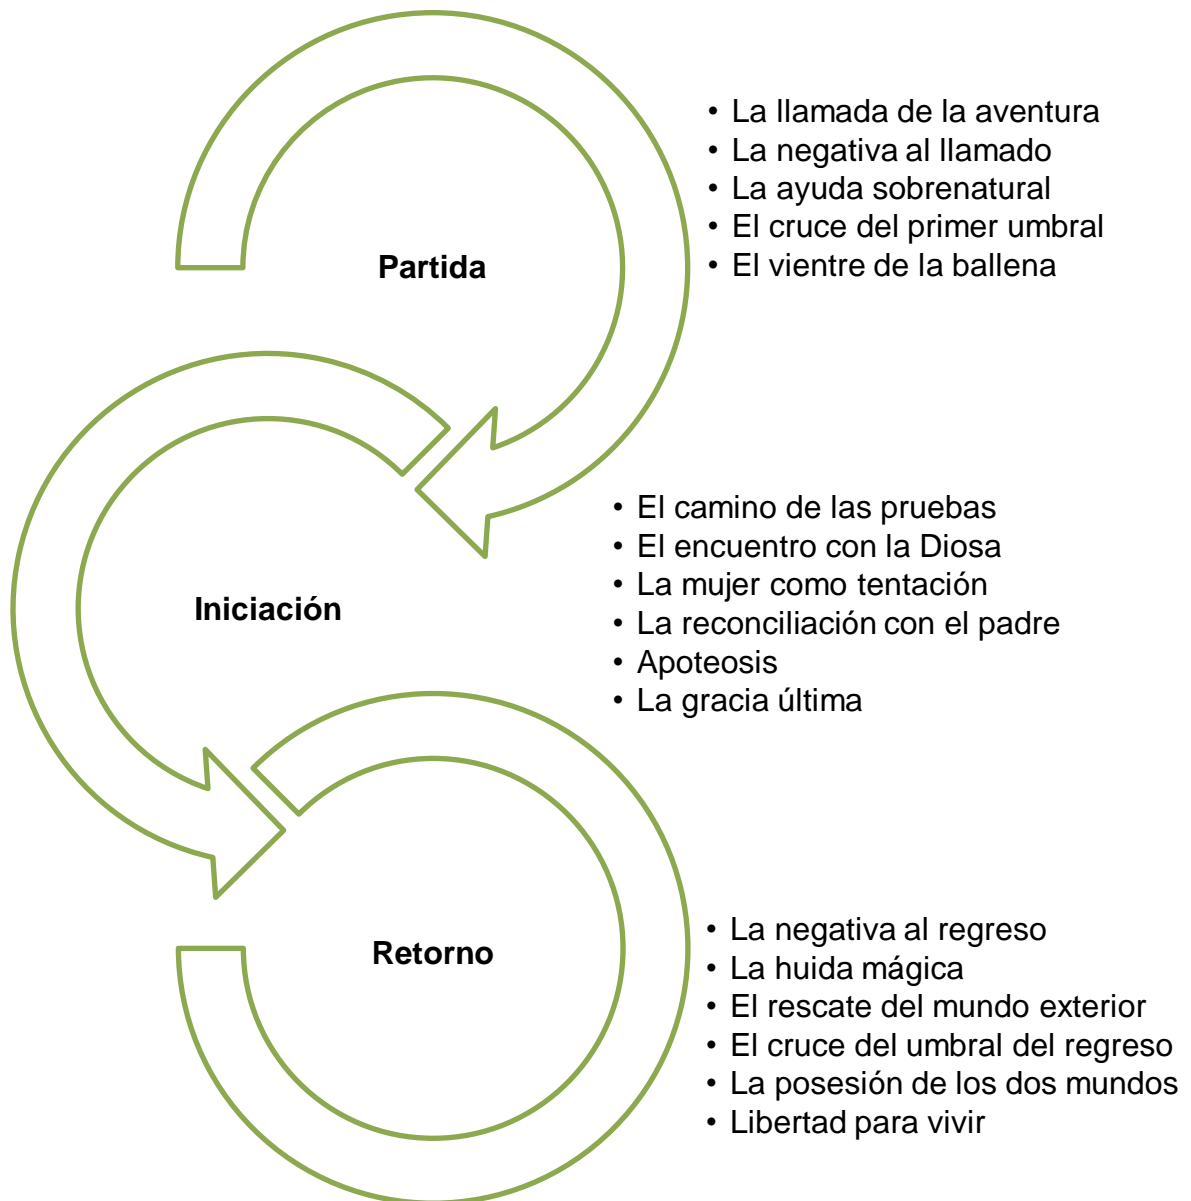 • La llamada de la aventura
• La negativa al llamado
• La ayuda sobrenatural
• El cruce del primer umbral
• El vientre de la ballena
Partida
• El camino de las pruebas
• El encuentro con la Diosa
• La mujer como tentación
• La reconciliación con el padre
• Apoteosis
• La gracia última
Iniciación
• La negativa al regreso
• La huida mágica
• El rescate del mundo exterior
• El cruce del umbral del regreso
• La posesión de los dos mundos
• Libertad para vivir
Retorno